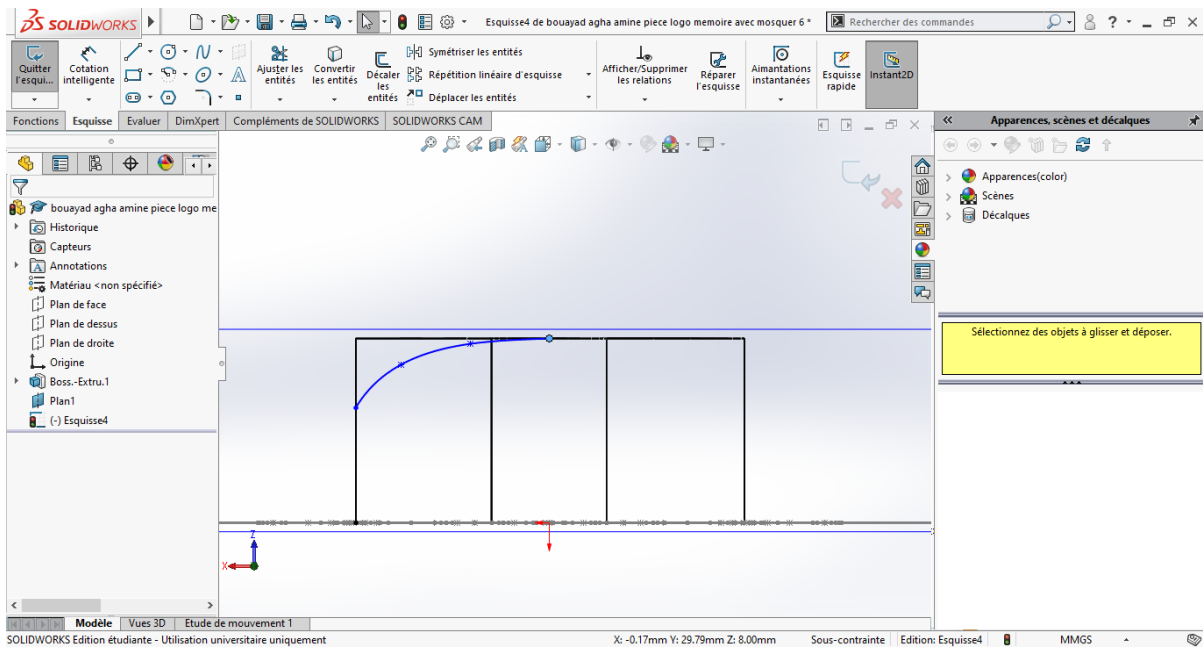 SOLIDWORKS
Esquisse4 de bouayad agha amine piece logo memoire avec mosquer 6 *
Rechercher des commandes
Quitter l'esqui...
Cotation intelligente
Ajuster les entités
Convertir les entités
Décaler les entités
Symétriser les entités
Répétition linéaire d'esquisse
Déplacer les entités
Afficher/Supprimer les relations
Réparer l'esquisse
Aimantations instantanées
Esquisse rapide
Instant2D
Fonctions
Esquisse
Evaluer
DimXpert
Compléments de SOLIDWORKS
SOLIDWORKS CAM
Apparences, scènes et décalques
Apparences(color)
Scènes
Décalques
Sélectionnez des objets à glisser et déposer.
bouayad agha amine piece logo me
Historique
Capteurs
Annotations
Matériau <non spécifié>
Plan de face
Plan de dessus
Plan de droite
Origine
Boss.-Extru.1
Plan1
(-) Esquisse4
Z
X
Modèle
Vues 3D
Etude de mouvement 1
SOLIDWORKS Edition étudiante - Utilisation universitaire uniquement
X: -0.17mm Y: 29.79mm Z: 8.00mm
Sous-contrainte
Edition: Esquisse4
MMGS